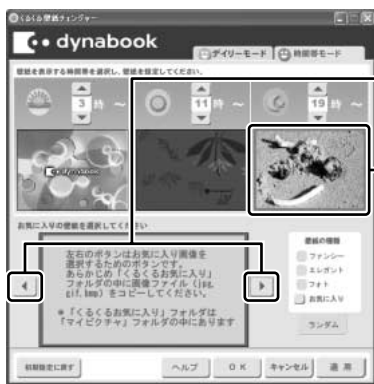 くるくる壁紙チェンジャー
dynabook
デイリーモード
時間帯モード
壁紙を表示する時間帯を選択し、壁紙を設定してください。
3 時 ～
11 時 ～
19 時 ～
dynabook
お気に入りの壁紙を選択してください
左右のボタンはお気に入り画像を
選択するためのボタンです。
あらかじめ「くるくるお気に入り」
フォルダの中に画像ファイル（jpg,
gif,bmp）をコピーしてください。
＊「くるくるお気に入り」フォルダは
「マイピクチャ」フォルダの中にあります
壁紙の種類
ファンシー
エレガント
フォト
お気に入り
ランダム
初期設定に戻す
ヘルプ
ＯＫ
キャンセル
適 用